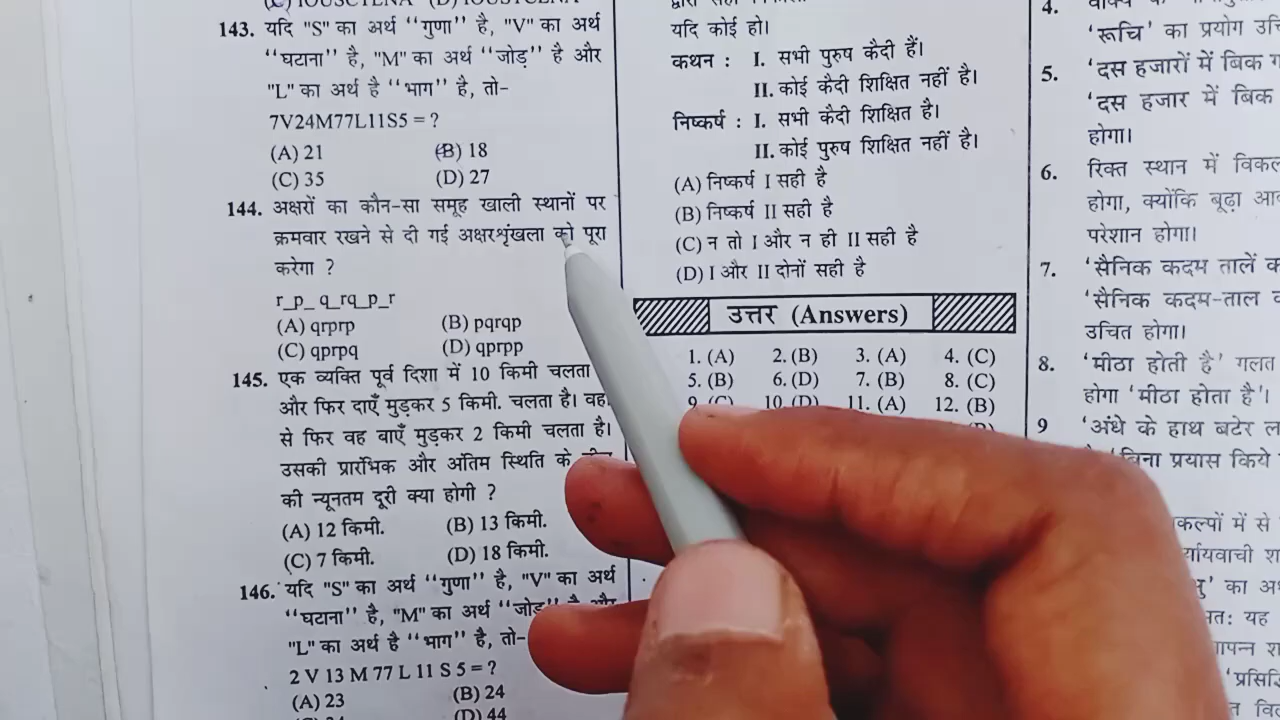 143. यदि "S" का अर्थ ''गुणा'' है, "V" का अर्थ
''घटाना'' है, "M" का अर्थ ''जोड़'' है और
"L" का अर्थ है ''भाग'' है, तो-
7V24M77L11S5 = ?
(A) 21 (B) 18
(C) 35 (D) 27
144. अक्षरों का कौन-सा समूह खाली स्थानों पर
क्रमवार रखने से दी गई अक्षरशृंखला को पूरा
करेगा ?
r_p_q_rq_p_r
(A) qrprp (B) pqrqp
(C) qprpq (D) qprpp
145. एक व्यक्ति पूर्व दिशा में 10 किमी चलता
और फिर दाएँ मुड़कर 5 किमी. चलता है। वह
से फिर वह बाएँ मुड़कर 2 किमी चलता है।
उसकी प्रारंभिक और अंतिम स्थिति के
की न्यूनतम दूरी क्या होगी ?
(A) 12 किमी. (B) 13 किमी.
(C) 7 किमी. (D) 18 किमी.
146. यदि "S" का अर्थ ''गुणा'' है, "V" का अर्थ
''घटाना'' है, "M" का अर्थ ''जोड़''
"L" का अर्थ है ''भाग'' है, तो-
2 V 13 M 77 L 11 S 5 = ?
(A) 23 (B) 24
(D) 44
यदि कोई हो।
कथन : I. सभी पुरुष कैदी हैं।
II. कोई कैदी शिक्षित नहीं है।
निष्कर्ष : I. सभी कैदी शिक्षित है।
II. कोई पुरुष शिक्षित नहीं है।
(A) निष्कर्ष I सही है
(B) निष्कर्ष II सही है
(C) न तो I और न ही II सही है
(D) I और II दोनों सही है
उत्तर (Answers)
1. (A) 2. (B) 3. (A) 4. (C)
5. (B) 6. (D) 7. (B) 8. (C)
9. (C) 10. (D) 11. (A) 12. (B)
4.
'रूचि' का प्रयोग
5. 'दस हजारों में बिक
'दस हजार में बिक
होगा।
6. रिक्त स्थान में
होगा, क्योंकि बूढ़ा
परेशान होगा।
7. 'सैनिक कदम तालें
'सैनिक कदम-ताल
उचित होगा।
8. 'मीठा होती है' गलत
होगा 'मीठा होता है'।
9 'अंधे के हाथ बटेर
बिना प्रयास किये
में से
का
यह